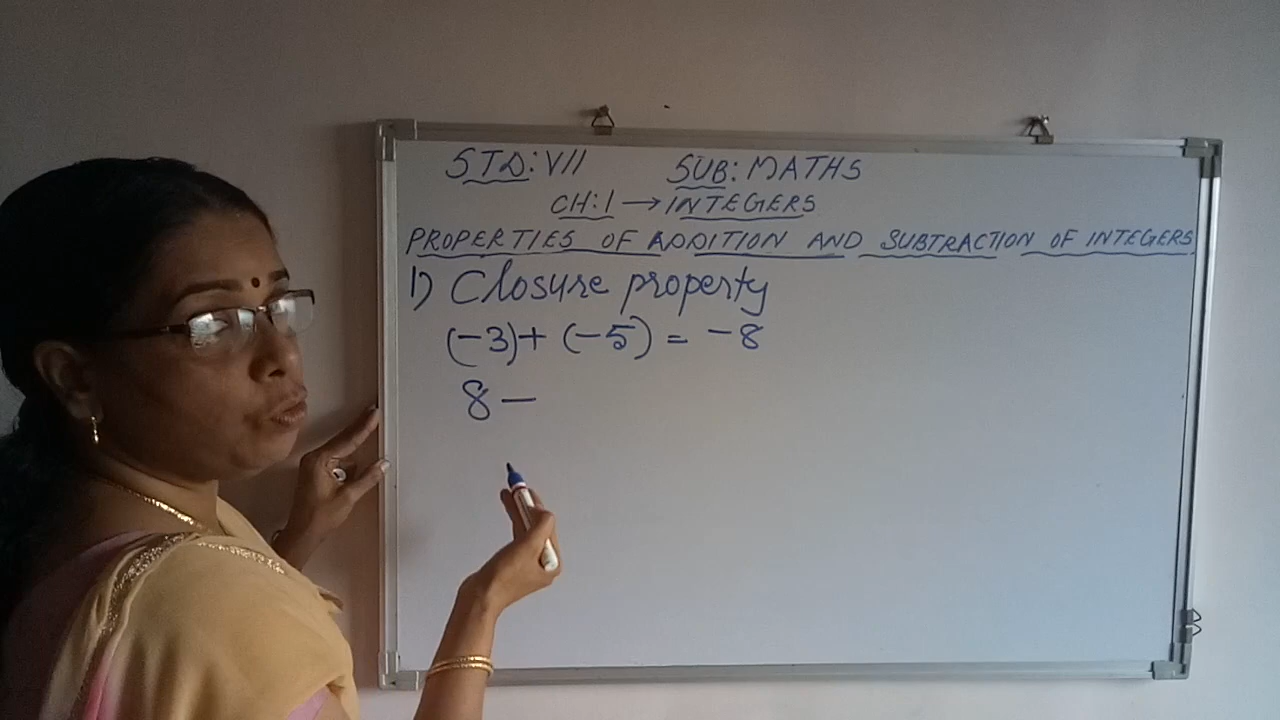 STD: VII SUB: MATHS
CH:1 → INTEGERS
PROPERTIES OF ADDITION AND SUBTRACTION OF INTEGERS
1) Closure property
(-3)+ (-5) = -8
8 -